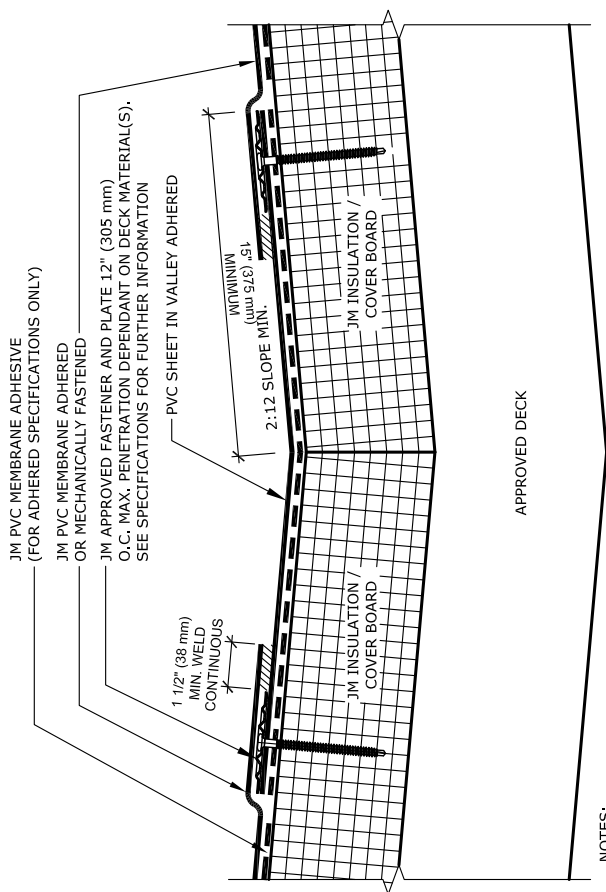 JM PVC MEMBRANE ADHESIVE
(FOR ADHERED SPECIFICATIONS ONLY)
JM PVC MEMBRANE ADHERED
OR MECHANICALLY FASTENED
JM APPROVED FASTENER AND PLATE 12" (305 mm)
O.C. MAX. PENETRATION DEPENDANT ON DECK MATERIAL(S).
SEE SPECIFICATIONS FOR FURTHER INFORMATION
PVC SHEET IN VALLEY ADHERED
1 1/2" (38 mm)
MIN. WELD
CONTINUOUS
15" (375 mm)
MINIMUM
2:12 SLOPE MIN.
JM INSULATION /
COVER BOARD
JM INSULATION /
COVER BOARD
APPROVED DECK
NOTES: